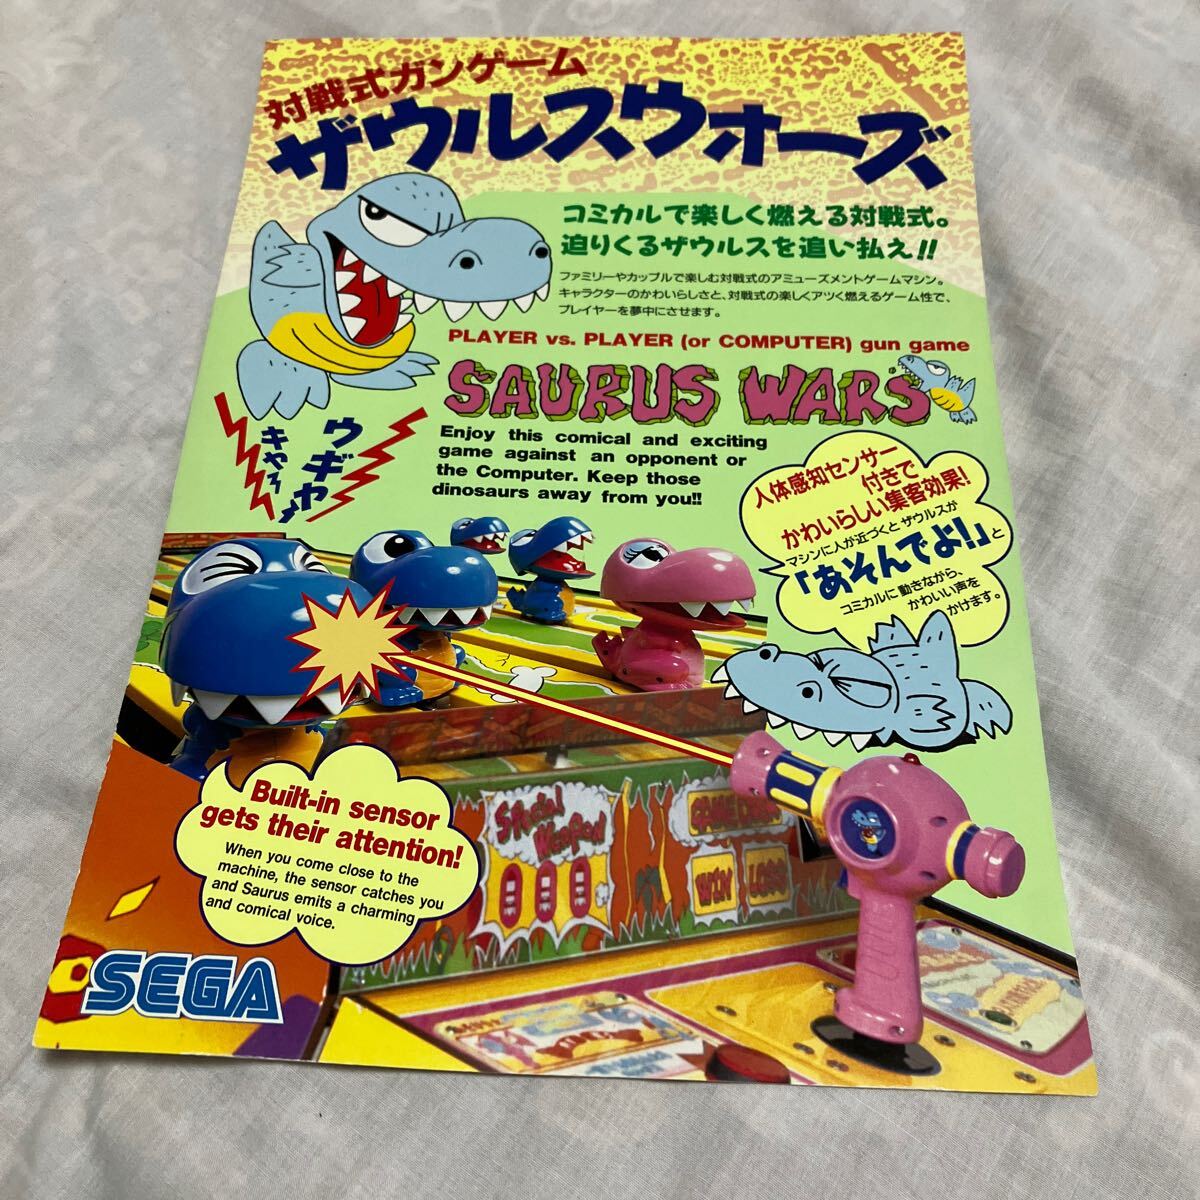 対戦式ガンゲーム
ザウルスウォーズ
コミカルで楽しく燃える対戦式。
迫りくるザウルスを追い払え!!
ファミリーやカップルで楽しむ対戦式のアミューズメントゲームマシン。
キャラクターのかわいらしさと、対戦式の楽しくアツく燃えるゲーム性で、
プレイヤーを夢中にさせます。
PLAYER vs. PLAYER (or COMPUTER) gun game
SAURUS WARS
Enjoy this comical and exciting
game against an opponent or
the Computer. Keep those
dinosaurs away from you!!
ウギャー
キャろー
人体感知センサー
付きで
かわいらしい集客効果!
マシンに人が近づくとザウルスが
「あそんでよ!」と
コミカルに動きながら、
かわいい声を
かけます。
Built-in sensor
gets their attention!
When you come close to the
machine, the sensor catches you
and Saurus emits a charming
and comical voice.
Special
Weapon
GAME COUNT
WIN
LOSS
SEGA